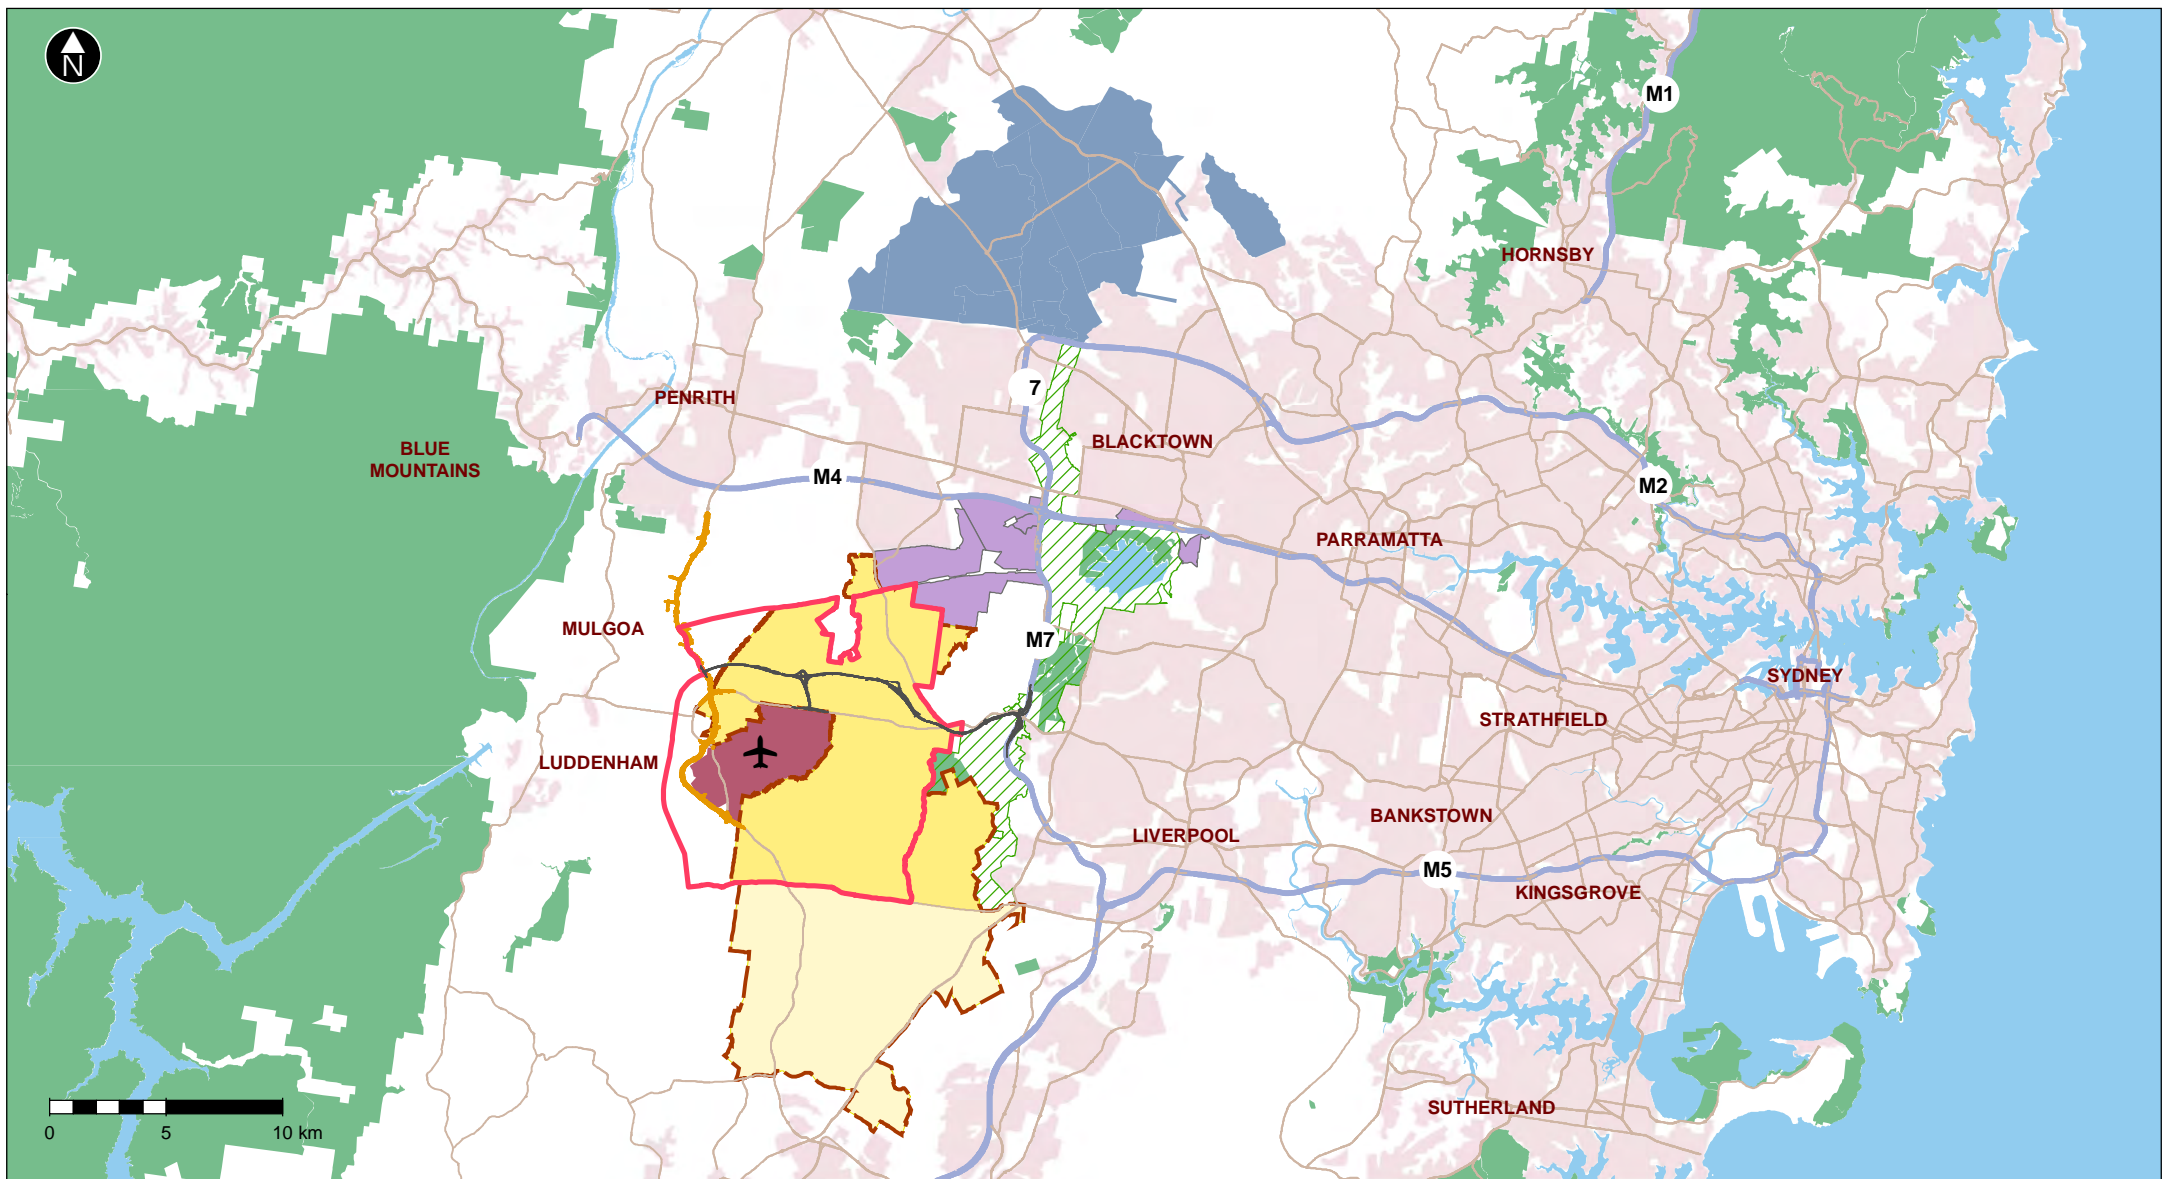 N
M1
HORNSBY
7
PENRITH
BLACKTOWN
BLUE
MOUNTAINS
M4
M2
PARRAMATTA
MULGOA
M7
SYDNEY
STRATHFIELD
LUDDENHAM
BANKSTOWN
LIVERPOOL
M5
KINGSGROVE
SUTHERLAND
0 5 10 km